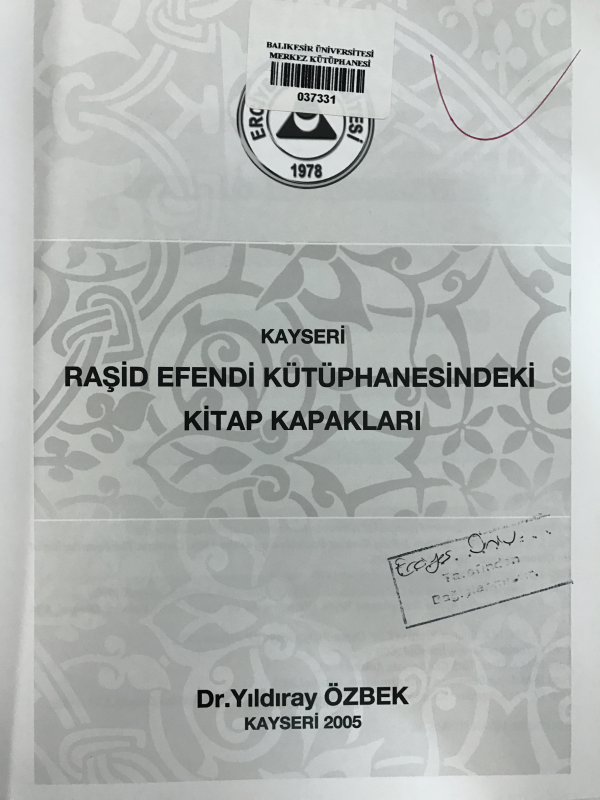 BALIKESİR ÜNİVERSİTESİ
MERKEZ KÜTÜPHANESİ
037331
1978
KAYSERİ
RAŞİD EFENDİ KÜTÜPHANESİNDEKİ
KİTAP KAPAKLARI
Tarafından
Dr.Yıldıray ÖZBEK
KAYSERİ 2005